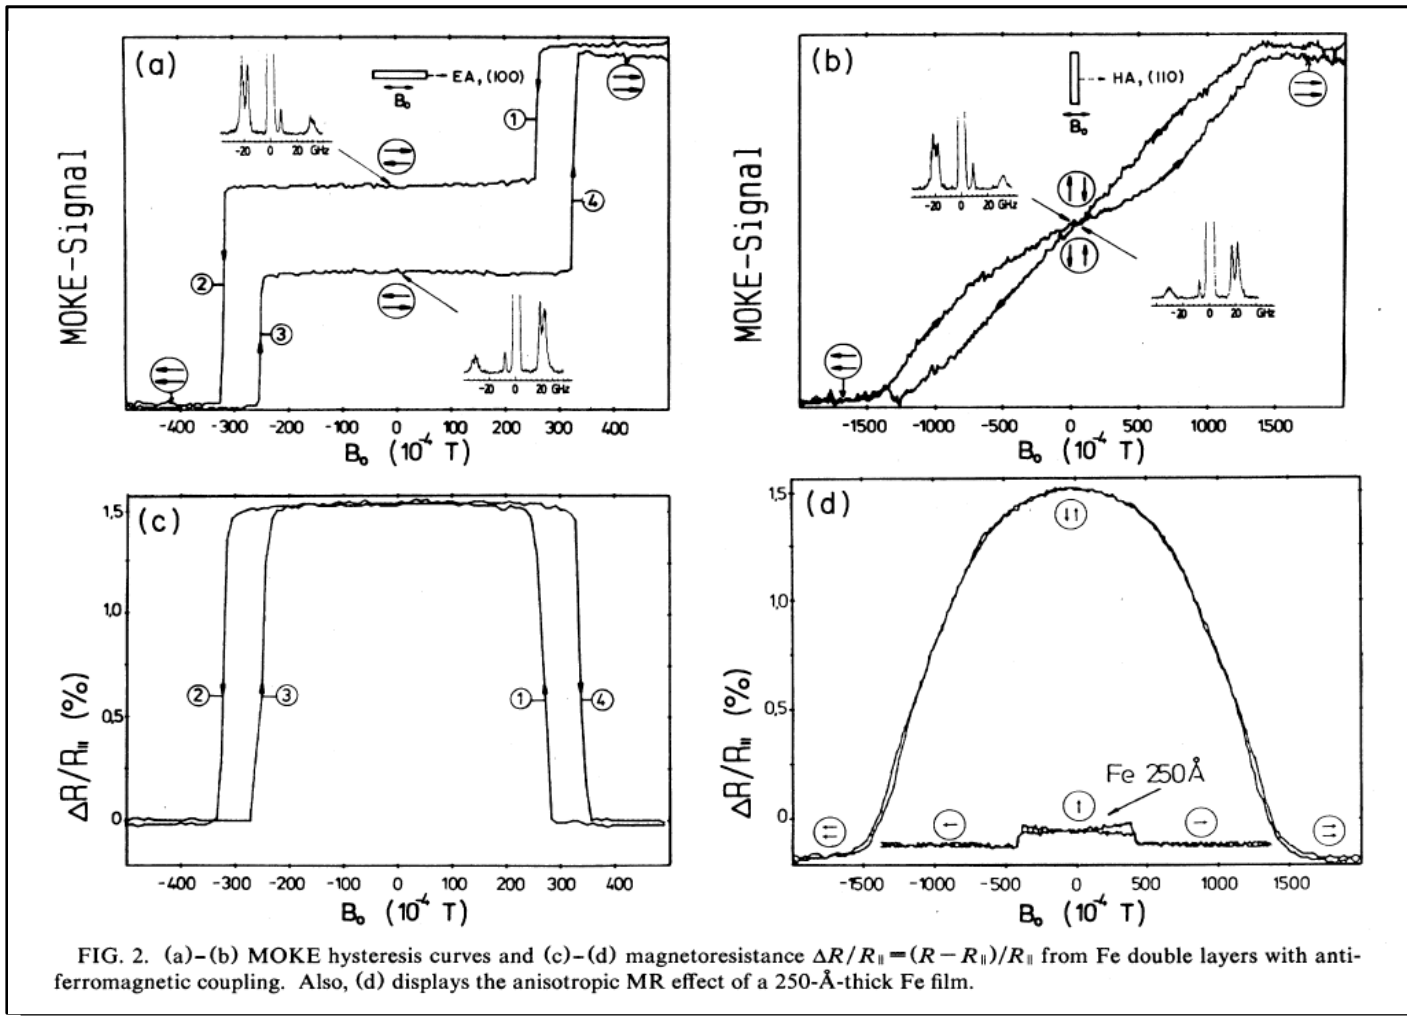 (a)
EA, (100)
B₀
-20 0 20 GHz
①
②
③
④
-20 0 20 GHz
MOKE-Signal
-400 -300 -200 -100 0 100 200 300 400
B₀ (10⁻⁴ T)
(b)
HA, (110)
B₀
-20 0 20 GHz
-20 0 20 GHz
MOKE-Signal
-1500 -1000 -500 0 500 1000 1500
B₀ (10⁻⁴ T)
(c)
1,5
1,0
0,5
0
ΔR/R∥ (%)
② ③ ① ④
-400 -300 -200 -100 0 100 200 300 400
B₀ (10⁻⁴ T)
(d)
1,5
1,0
0,5
0
ΔR/R∥ (%)
Fe 250Å
-1500 -1000 -500 0 500 1000 1500
B₀ (10⁻⁴ T)
FIG. 2. (a)–(b) MOKE hysteresis curves and (c)–(d) magnetoresistance ΔR/R∥=(R−R∥)/R∥ from Fe double layers with anti-
ferromagnetic coupling. Also, (d) displays the anisotropic MR effect of a 250-Å-thick Fe film.